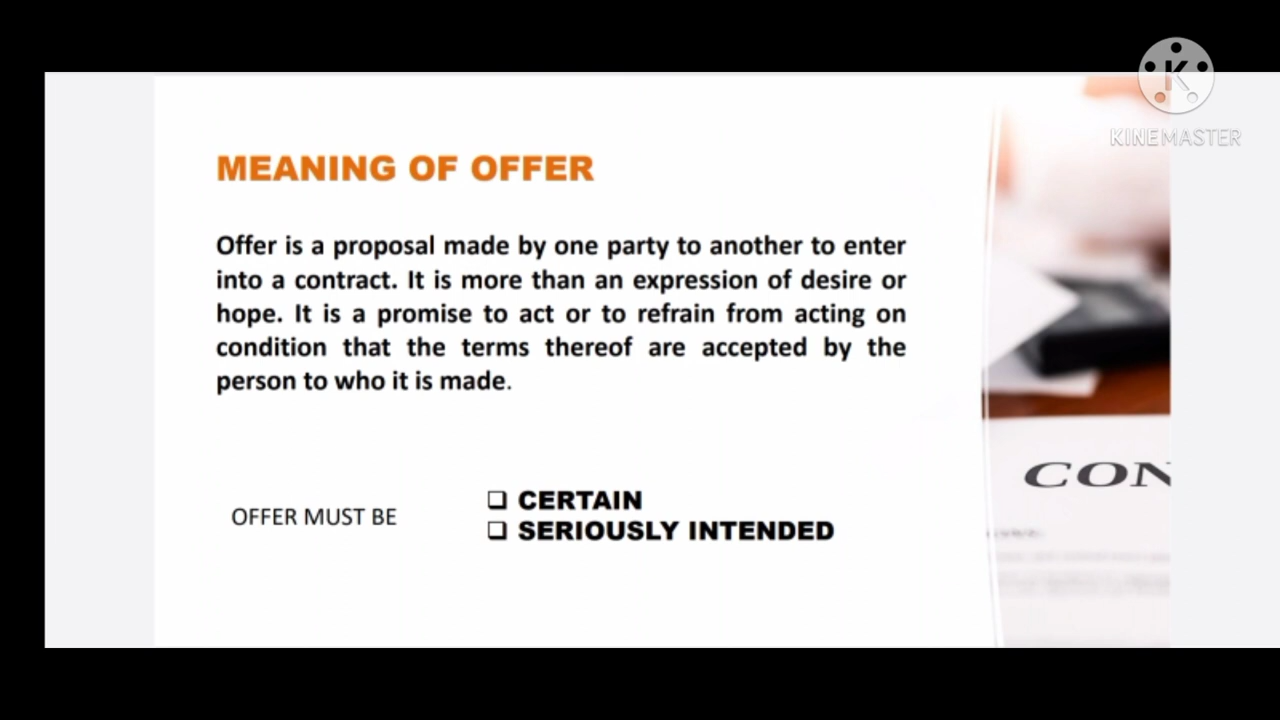 K
KINEMASTER
MEANING OF OFFER
Offer is a proposal made by one party to another to enter
into a contract. It is more than an expression of desire or
hope. It is a promise to act or to refrain from acting on
condition that the terms thereof are accepted by the
person to who it is made.
CON
OFFER MUST BE
❑ CERTAIN
❑ SERIOUSLY INTENDED